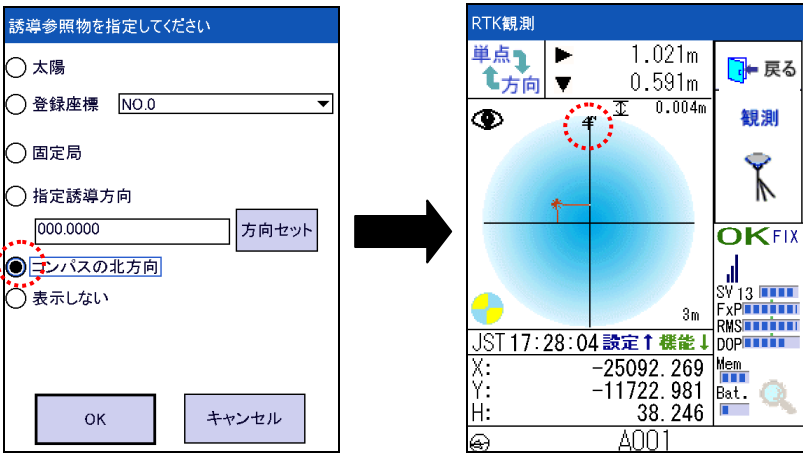 誘導参照物を指定してください
太陽
登録座標 NO.0
固定局
指定誘導方向
000.0000 方向セット
コンパスの北方向
表示しない
OK キャンセル
RTK観測
単点 1.021m
方向 0.591m
0.004m
戻る
観測
OK FIX
3m
SV 13
FxP
RMS
DOP
JST 17:28:04 設定↑ 機能↓
X: -25092.269
Y: -11722.981
H: 38.246
Mem
Bat.
A001